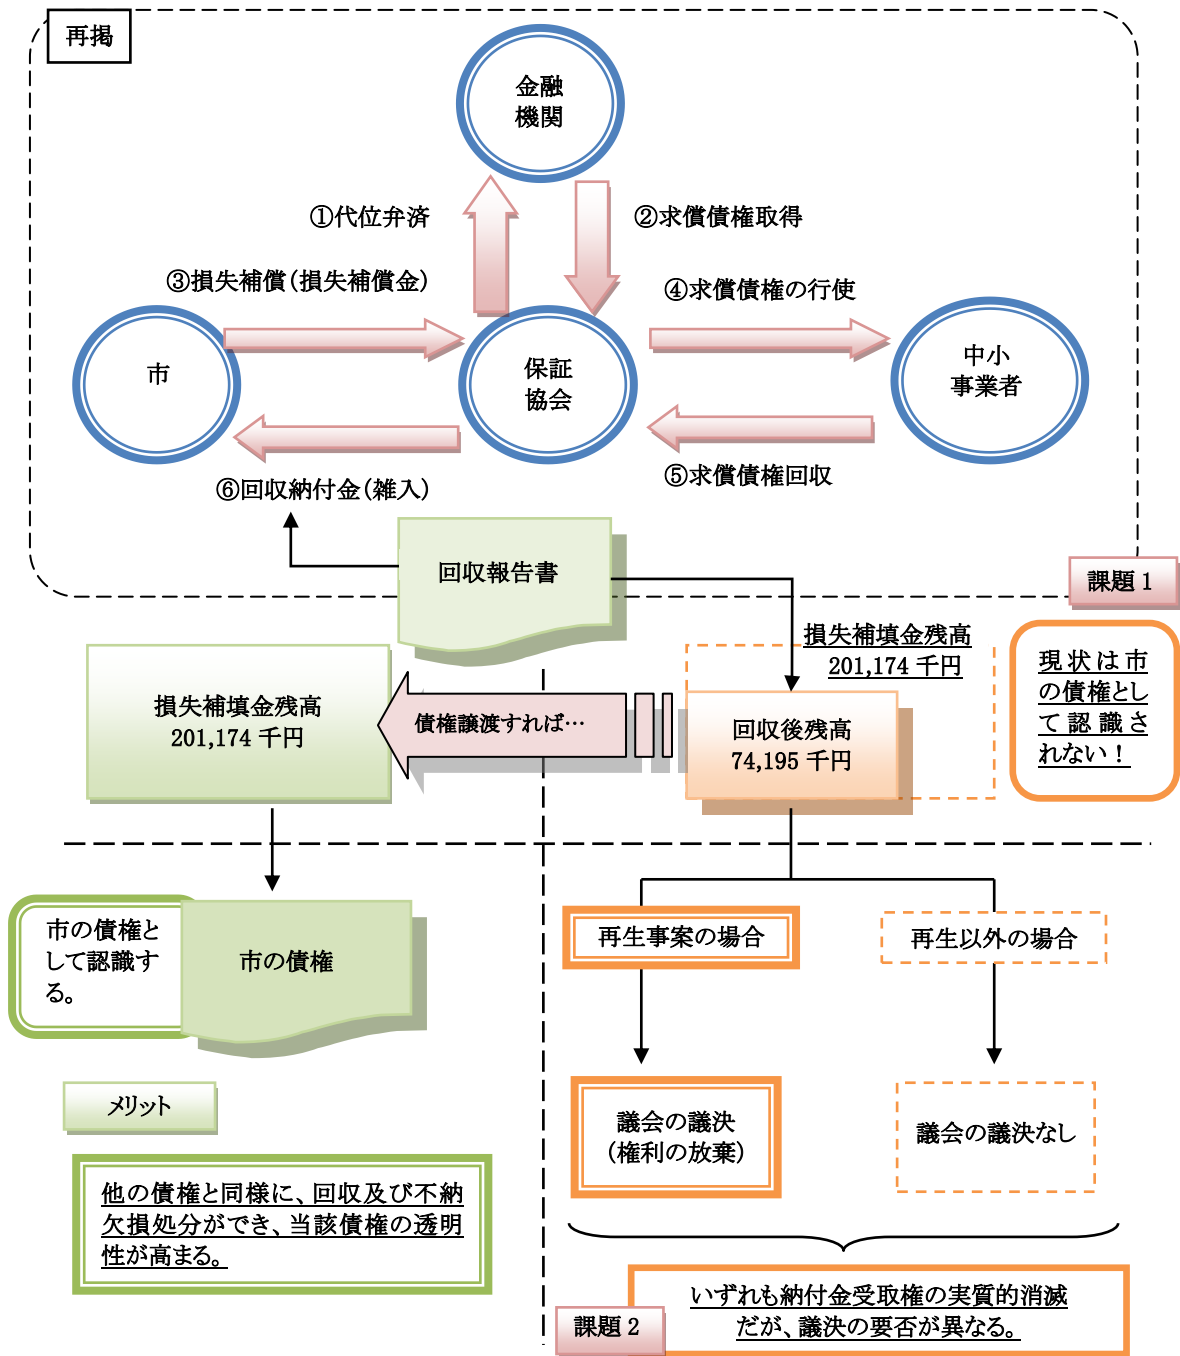 再掲
金融
機関
①代位弁済
②求償債権取得
③損失補償(損失補償金)
④求償債権の行使
市
保証
協会
中小
事業者
⑤求償債権回収
⑥回収納付金(雑入)
回収報告書
課題 1
損失補填金残高
201,174 千円
現状は市
の債権とし
て認識さ
れない！
損失補填金残高
201,174 千円
債権譲渡すれば…
回収後残高
74,195 千円
市の債権と
して認識す
る。
市の債権
再生事案の場合
再生以外の場合
メリット
議会の議決
(権利の放棄)
議会の議決なし
他の債権と同様に、回収及び不納
欠損処分ができ、当該債権の透明
性が高まる。
いずれも納付金受取権の実質的消滅
だが、議決の要否が異なる。
課題 2